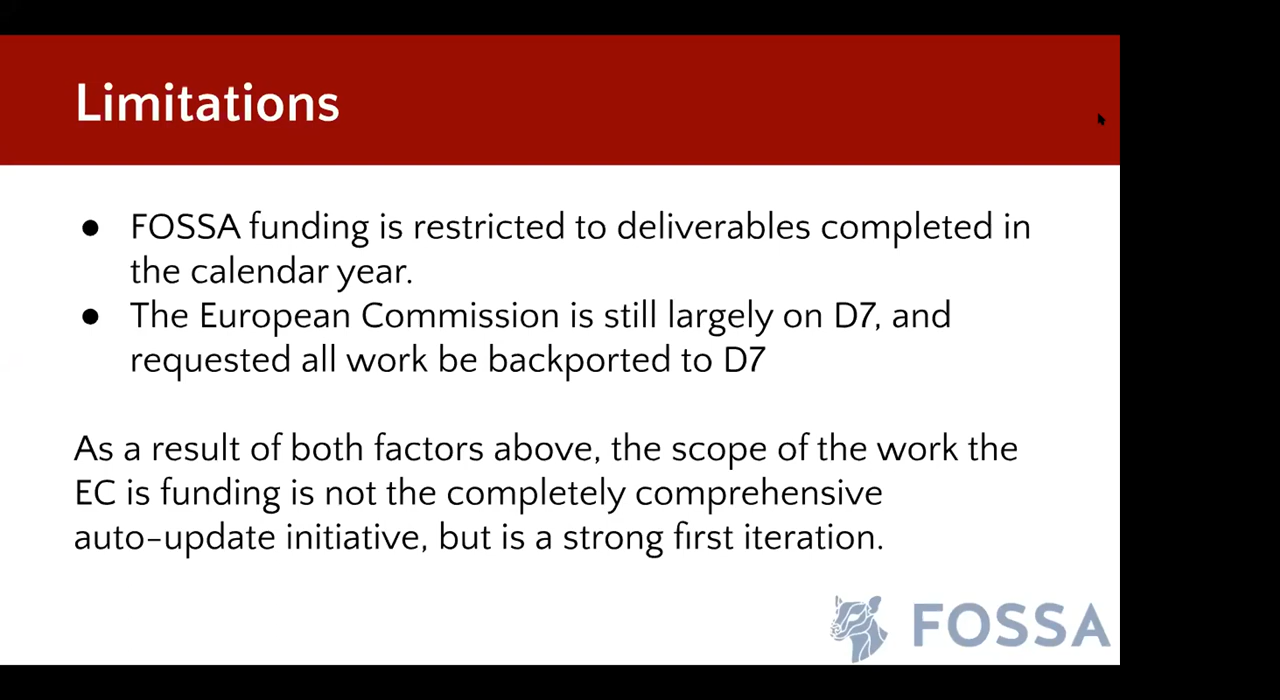 Limitations
● FOSSA funding is restricted to deliverables completed in
the calendar year.
● The European Commission is still largely on D7, and
requested all work be backported to D7
As a result of both factors above, the scope of the work the
EC is funding is not the completely comprehensive
auto-update initiative, but is a strong first iteration.
FOSSA